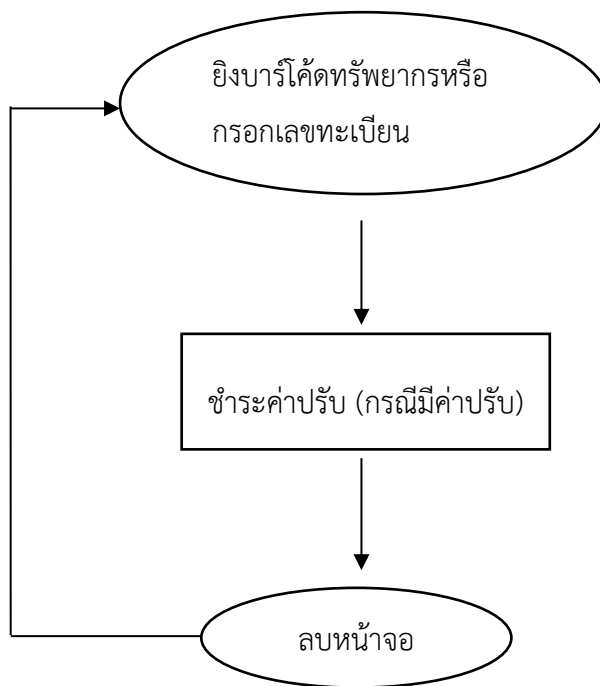 ยิงบาร์โค้ดทรัพยากรหรือ
กรอกเลขทะเบียน
ชำระค่าปรับ (กรณีมีค่าปรับ)
ลบหน้าจอ